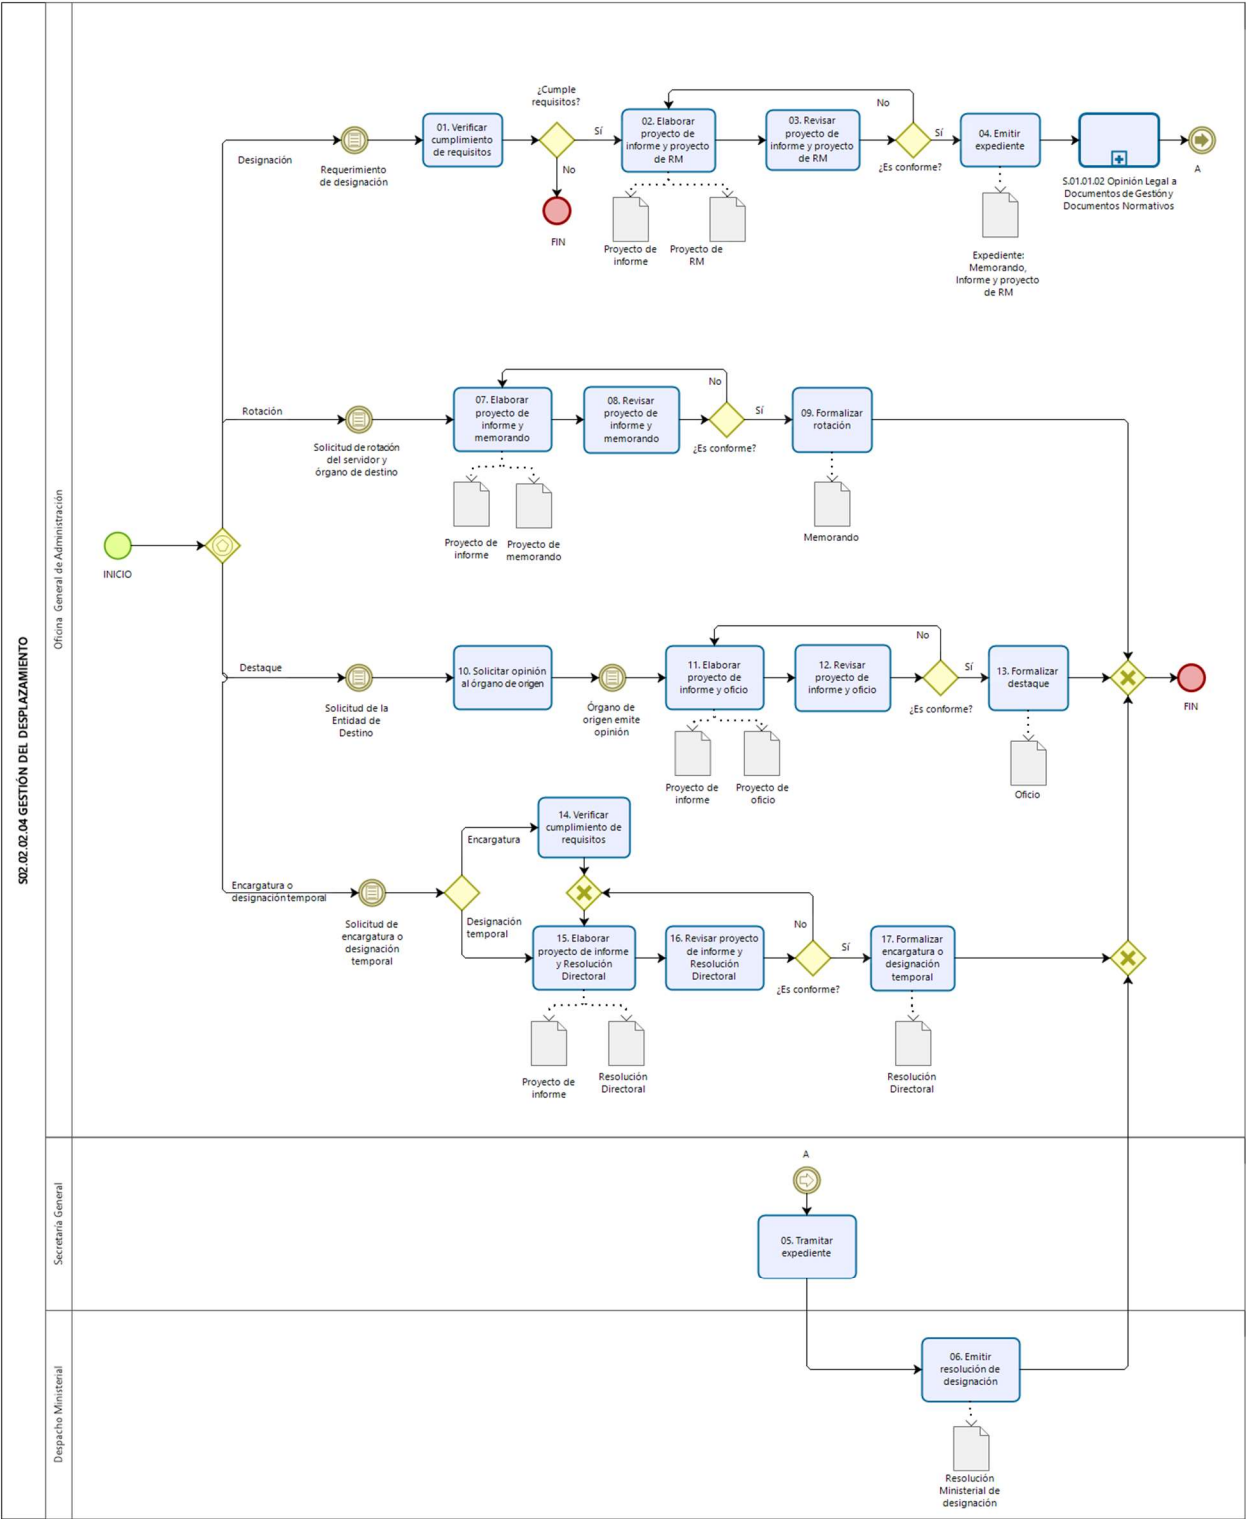 S02.02.02.04 GESTIÓN DEL DESPLAZAMIENTO
Oficina General de Administración
INICIO
Designación
Requerimiento
de designación
01. Verificar
cumplimiento
de requisitos
¿Cumple
requisitos?
Sí
No
FIN
02. Elaborar
proyecto de
informe y proyecto
de RM
Proyecto de
informe
Proyecto de
RM
03. Revisar
proyecto de
informe y proyecto
de RM
No
Sí
¿Es conforme?
04. Emitir
expediente
Expediente:
Memorando,
Informe y proyecto
de RM
S.01.01.02 Opinión Legal a
Documentos de Gestión y
Documentos Normativos
A
Rotación
Solicitud de rotación
del servidor y
órgano de destino
07. Elaborar
proyecto de
informe y
memorando
Proyecto de
informe
Proyecto de
memorando
08. Revisar
proyecto de
informe y
memorando
No
Sí
¿Es conforme?
09. Formalizar
rotación
Memorando
Destaque
Solicitud de la
Entidad de
Destino
10. Solicitar opinión
al órgano de origen
Órgano de
origen emite
opinión
11. Elaborar
proyecto de
informe y oficio
Proyecto de
informe
Proyecto de
oficio
12. Revisar
proyecto de
informe y oficio
No
Sí
¿Es conforme?
13. Formalizar
destaque
Oficio
FIN
Encargatura o
designación temporal
Solicitud de
encargatura o
designación
temporal
Encargatura
Designación
temporal
14. Verificar
cumplimiento de
requisitos
15. Elaborar
proyecto de informe
y Resolución
Directoral
Proyecto de
informe
Resolución
Directoral
16. Revisar proyecto
de informe y
Resolución
Directoral
No
Sí
¿Es conforme?
17. Formalizar
encargatura o
designación
temporal
Resolución
Directoral
Secretaría General
A
05. Tramitar
expediente
Despacho Ministerial
06. Emitir
resolución de
designación
Resolución
Ministerial de
designación